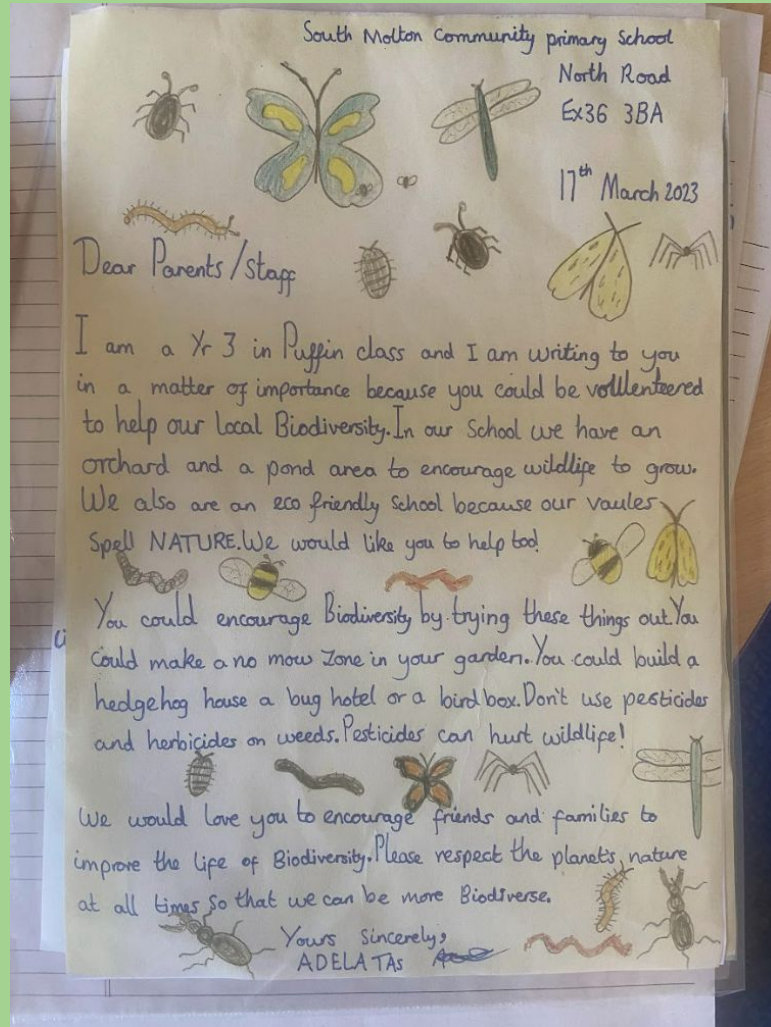 South Molton Community primary School
North Road
Ex36 3BA
17th March 2023
Dear Parents/Staff
I am a Yr 3 in Puffin class and I am writing to you
in a matter of importance because you could be vollenteered
to help our local Biodiversity. In our School we have an
orchard and a pond area to encourage wildlife to grow.
We also are an eco friendly school because our vaules
Spell NATURE. We would like you to help too!
You could encourage Biodiversity by trying these things out. You
could make a no mow zone in your garden. You could build a
hedgehog house a bug hotel or a bird box. Don't use pesticides
and herbicides on weeds. Pesticides can hurt wildlife!
We would love you to encourage friends and families to
improve the life of Biodiversity. Please respect the planet's nature
at all times so that we can be more Biodiverse.
Yours Sincerely,
ADELA TAs